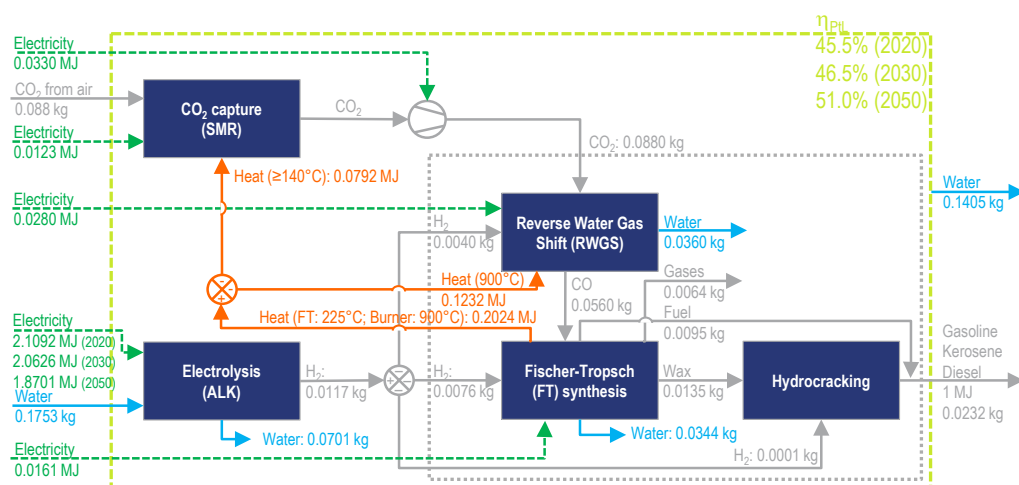 Electricity
0.0330 MJ
CO₂ from air
0.088 kg
Electricity
0.0123 MJ
CO₂ capture
(SMR)
CO₂
η_PtL
45.5% (2020)
46.5% (2030)
51.0% (2050)
CO₂: 0.0880 kg
Heat (≥140°C): 0.0792 MJ
Water
0.1405 kg
Electricity
0.0280 MJ
H₂
0.0040 kg
Reverse Water Gas
Shift (RWGS)
Water
0.0360 kg
Heat (900°C)
0.1232 MJ
CO
0.0560 kg
Gases
0.0064 kg
Heat (FT: 225°C; Burner: 900°C): 0.2024 MJ
Fuel
0.0095 kg
Electricity
2.1092 MJ (2020)
2.0626 MJ (2030)
1.8701 MJ (2050)
Water
0.1753 kg
Electrolysis
(ALK)
H₂:
0.0117 kg
H₂:
0.0076 kg
Fischer-Tropsch
(FT) synthesis
Wax
0.0135 kg
Hydrocracking
Gasoline
Kerosene
Diesel
1 MJ
0.0232 kg
Water: 0.0701 kg
Water: 0.0344 kg
Electricity
0.0161 MJ
H₂: 0.0001 kg